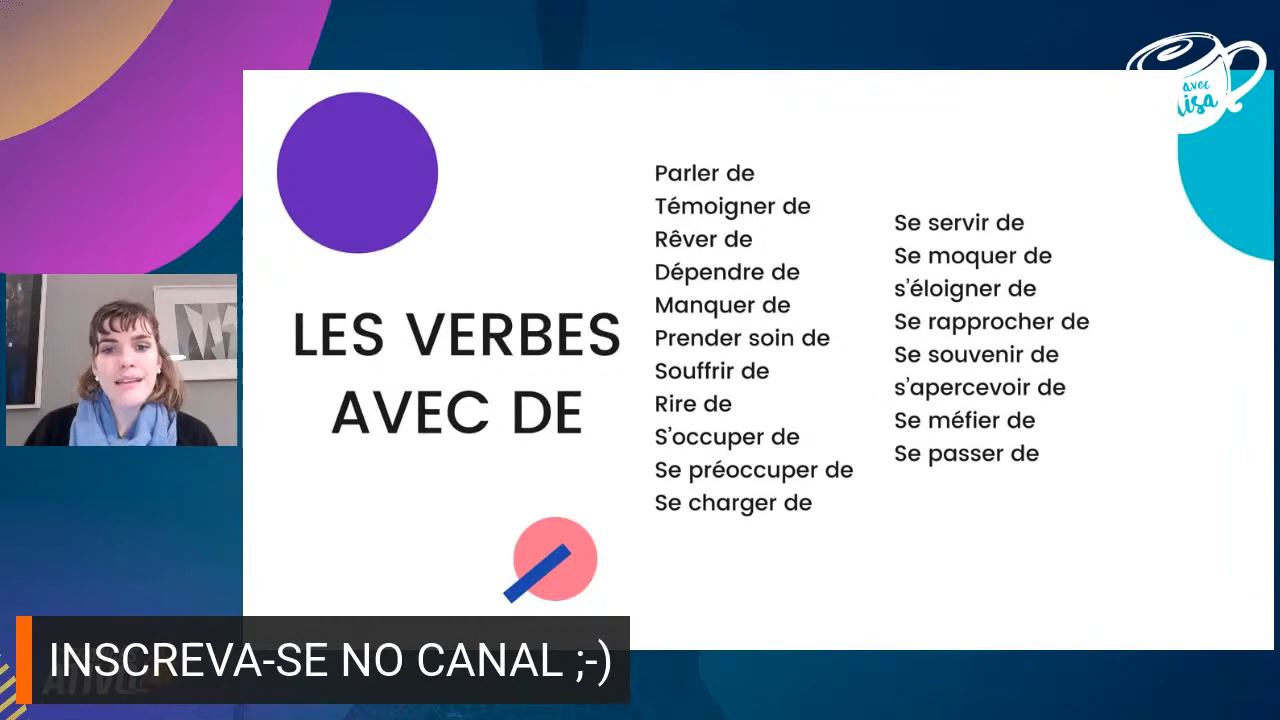 avec
lisa
LES VERBES
AVEC DE
Parler de
Témoigner de
Rêver de
Dépendre de
Manquer de
Prender soin de
Souffrir de
Rire de
S'occuper de
Se préoccuper de
Se charger de
Se servir de
Se moquer de
s'éloigner de
Se rapprocher de
Se souvenir de
s'apercevoir de
Se méfier de
Se passer de
INSCREVA-SE NO CANAL ;-)